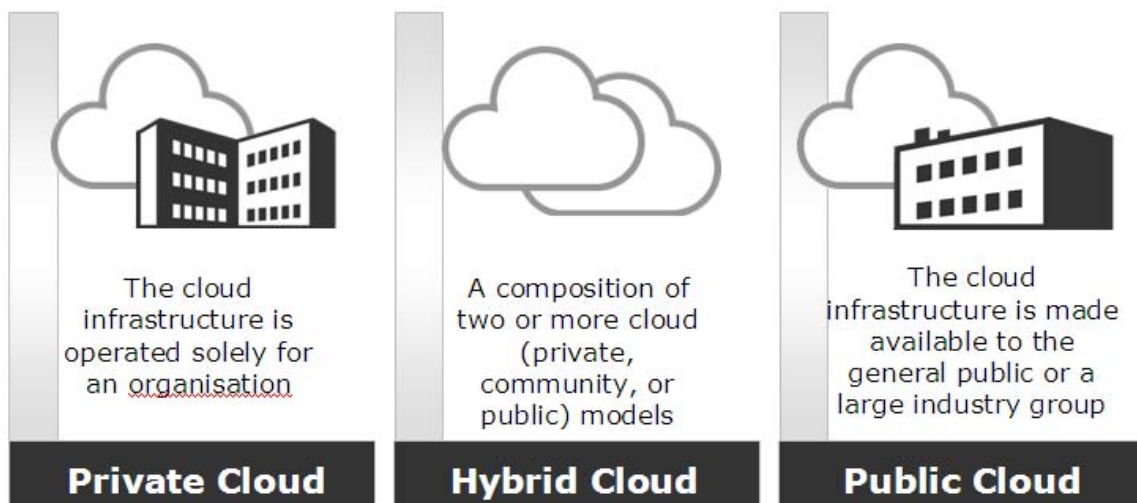 The cloud
infrastructure is
operated solely for
an organisation
Private Cloud
A composition of
two or more cloud
(private,
community, or
public) models
Hybrid Cloud
The cloud
infrastructure is made
available to the
general public or a
large industry group
Public Cloud